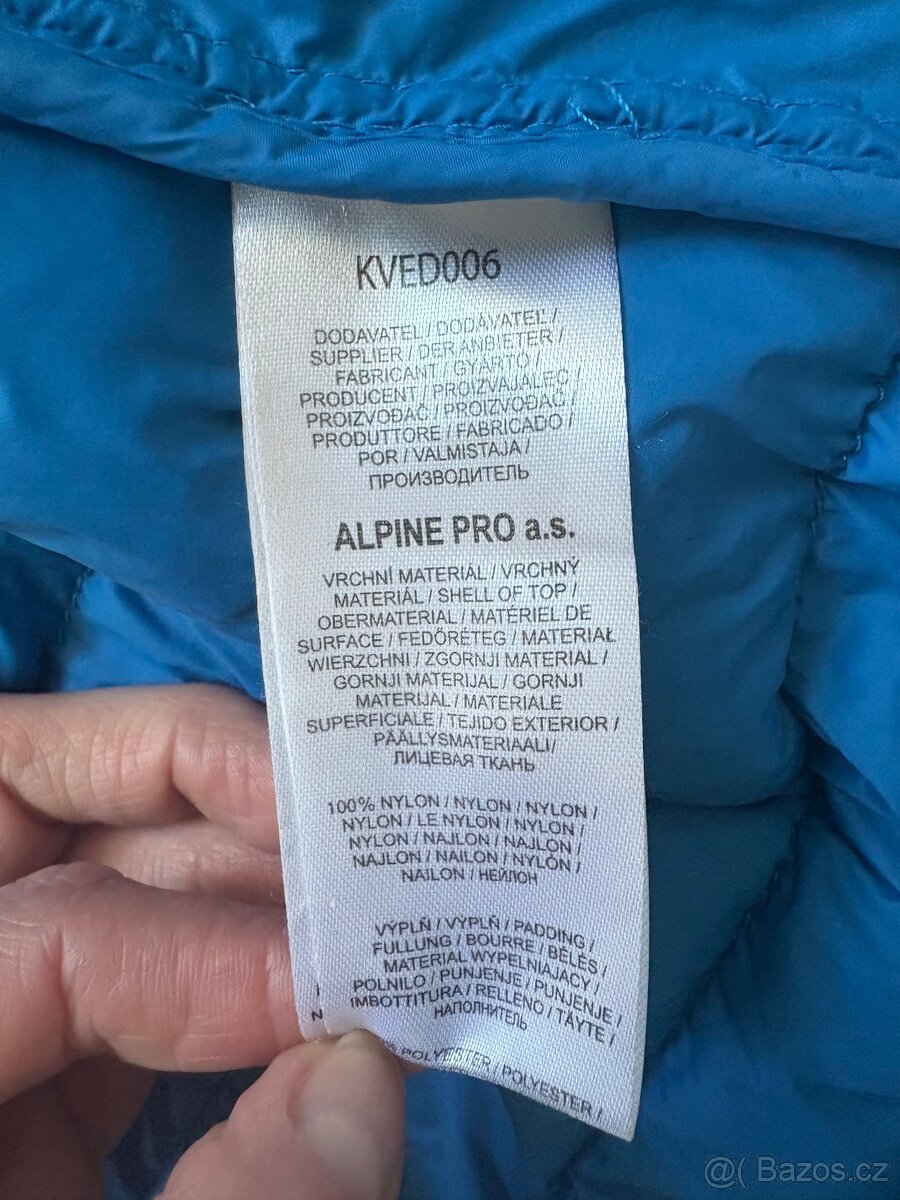 KVED006
DODAVATEL / DODÁVATEĽ /
SUPPLIER / DER ANBIETER /
FABRICANT / GYÁRTÓ /
PRODUCENT / PROIZVAJALEC /
PROIZVOĐAČ / PROIZVOĐAČ /
PRODUTTORE / FABRICADO /
POR / VALMISTAJA /
ПРОИЗВОДИТЕЛЬ
ALPINE PRO a.s.
VRCHNÍ MATERIÁL / VRCHNÝ
MATERIÁL / SHELL OF TOP /
OBERMATERIAL / MATÉRIEL DE
SURFACE / FEDŐRÉTEG / MATERIAŁ
WIERZCHNI / ZGORNJI MATERIAL /
GORNJI MATERIJAL / GORNJI
MATERIJAL / MATERIALE
SUPERFICIALE / TEJIDO EXTERIOR /
PÄÄLLYSMATERIAALI /
ЛИЦЕВАЯ ТКАНЬ
100% NYLON / NYLON / NYLON /
NYLON / LE NYLON / NYLON /
NYLON / NAJLON / NAJLON /
NAJLON / NAILON / NYLÓN /
NAILON / НЕЙЛОН
VÝPLŇ / VÝPLŇ / PADDING /
FÜLLUNG / BOURRE / BÉLÉS /
MATERIAL WYPEŁNIAJĄCY /
POLNILO / PUNJENJE / PUNJENJE /
IMBOTTITURA / RELLENO / TÄYTE /
НАПОЛНИТЕЛЬ
% POLYESTER / POLYESTER /
@( Bazos.cz